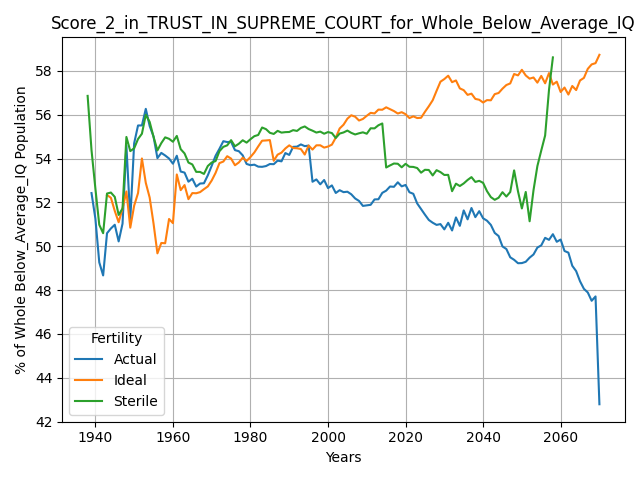 Score_2_in_TRUST_IN_SUPREME_COURT_for_Whole_Below_Average_IQ
% of Whole Below_Average_IQ Population
58
56
54
52
50
48
46
44
42
Fertility
Actual
Ideal
Sterile
1940 1960 1980 2000 2020 2040 2060
Years